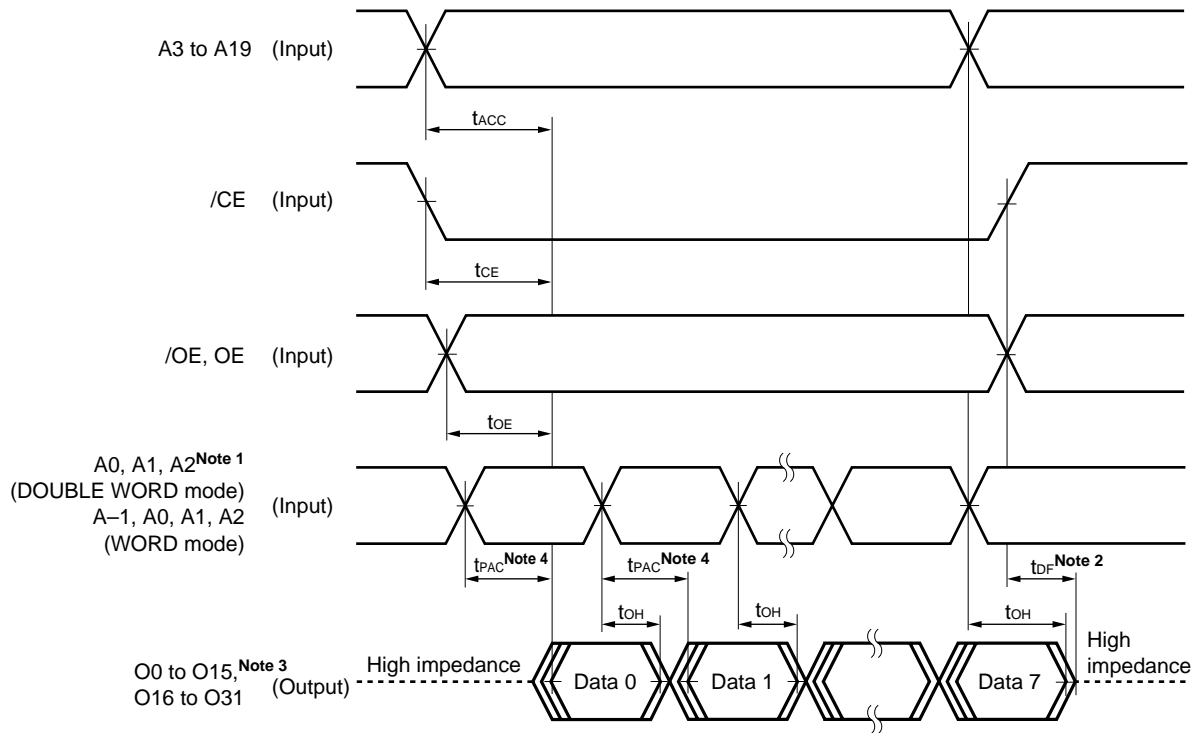 A3 to A19 (Input)
tACC
/CE (Input)
tCE
/OE, OE (Input)
tOE
A0, A1, A2Note 1
(DOUBLE WORD mode)
A–1, A0, A1, A2
(WORD mode)
(Input)
tPACNote 4
tPACNote 4
tDFNote 2
tOH
tOH
tOH
O0 to O15,Note 3
O16 to O31
(Output)
High impedance
Data 0
Data 1
Data 7
High
impedance